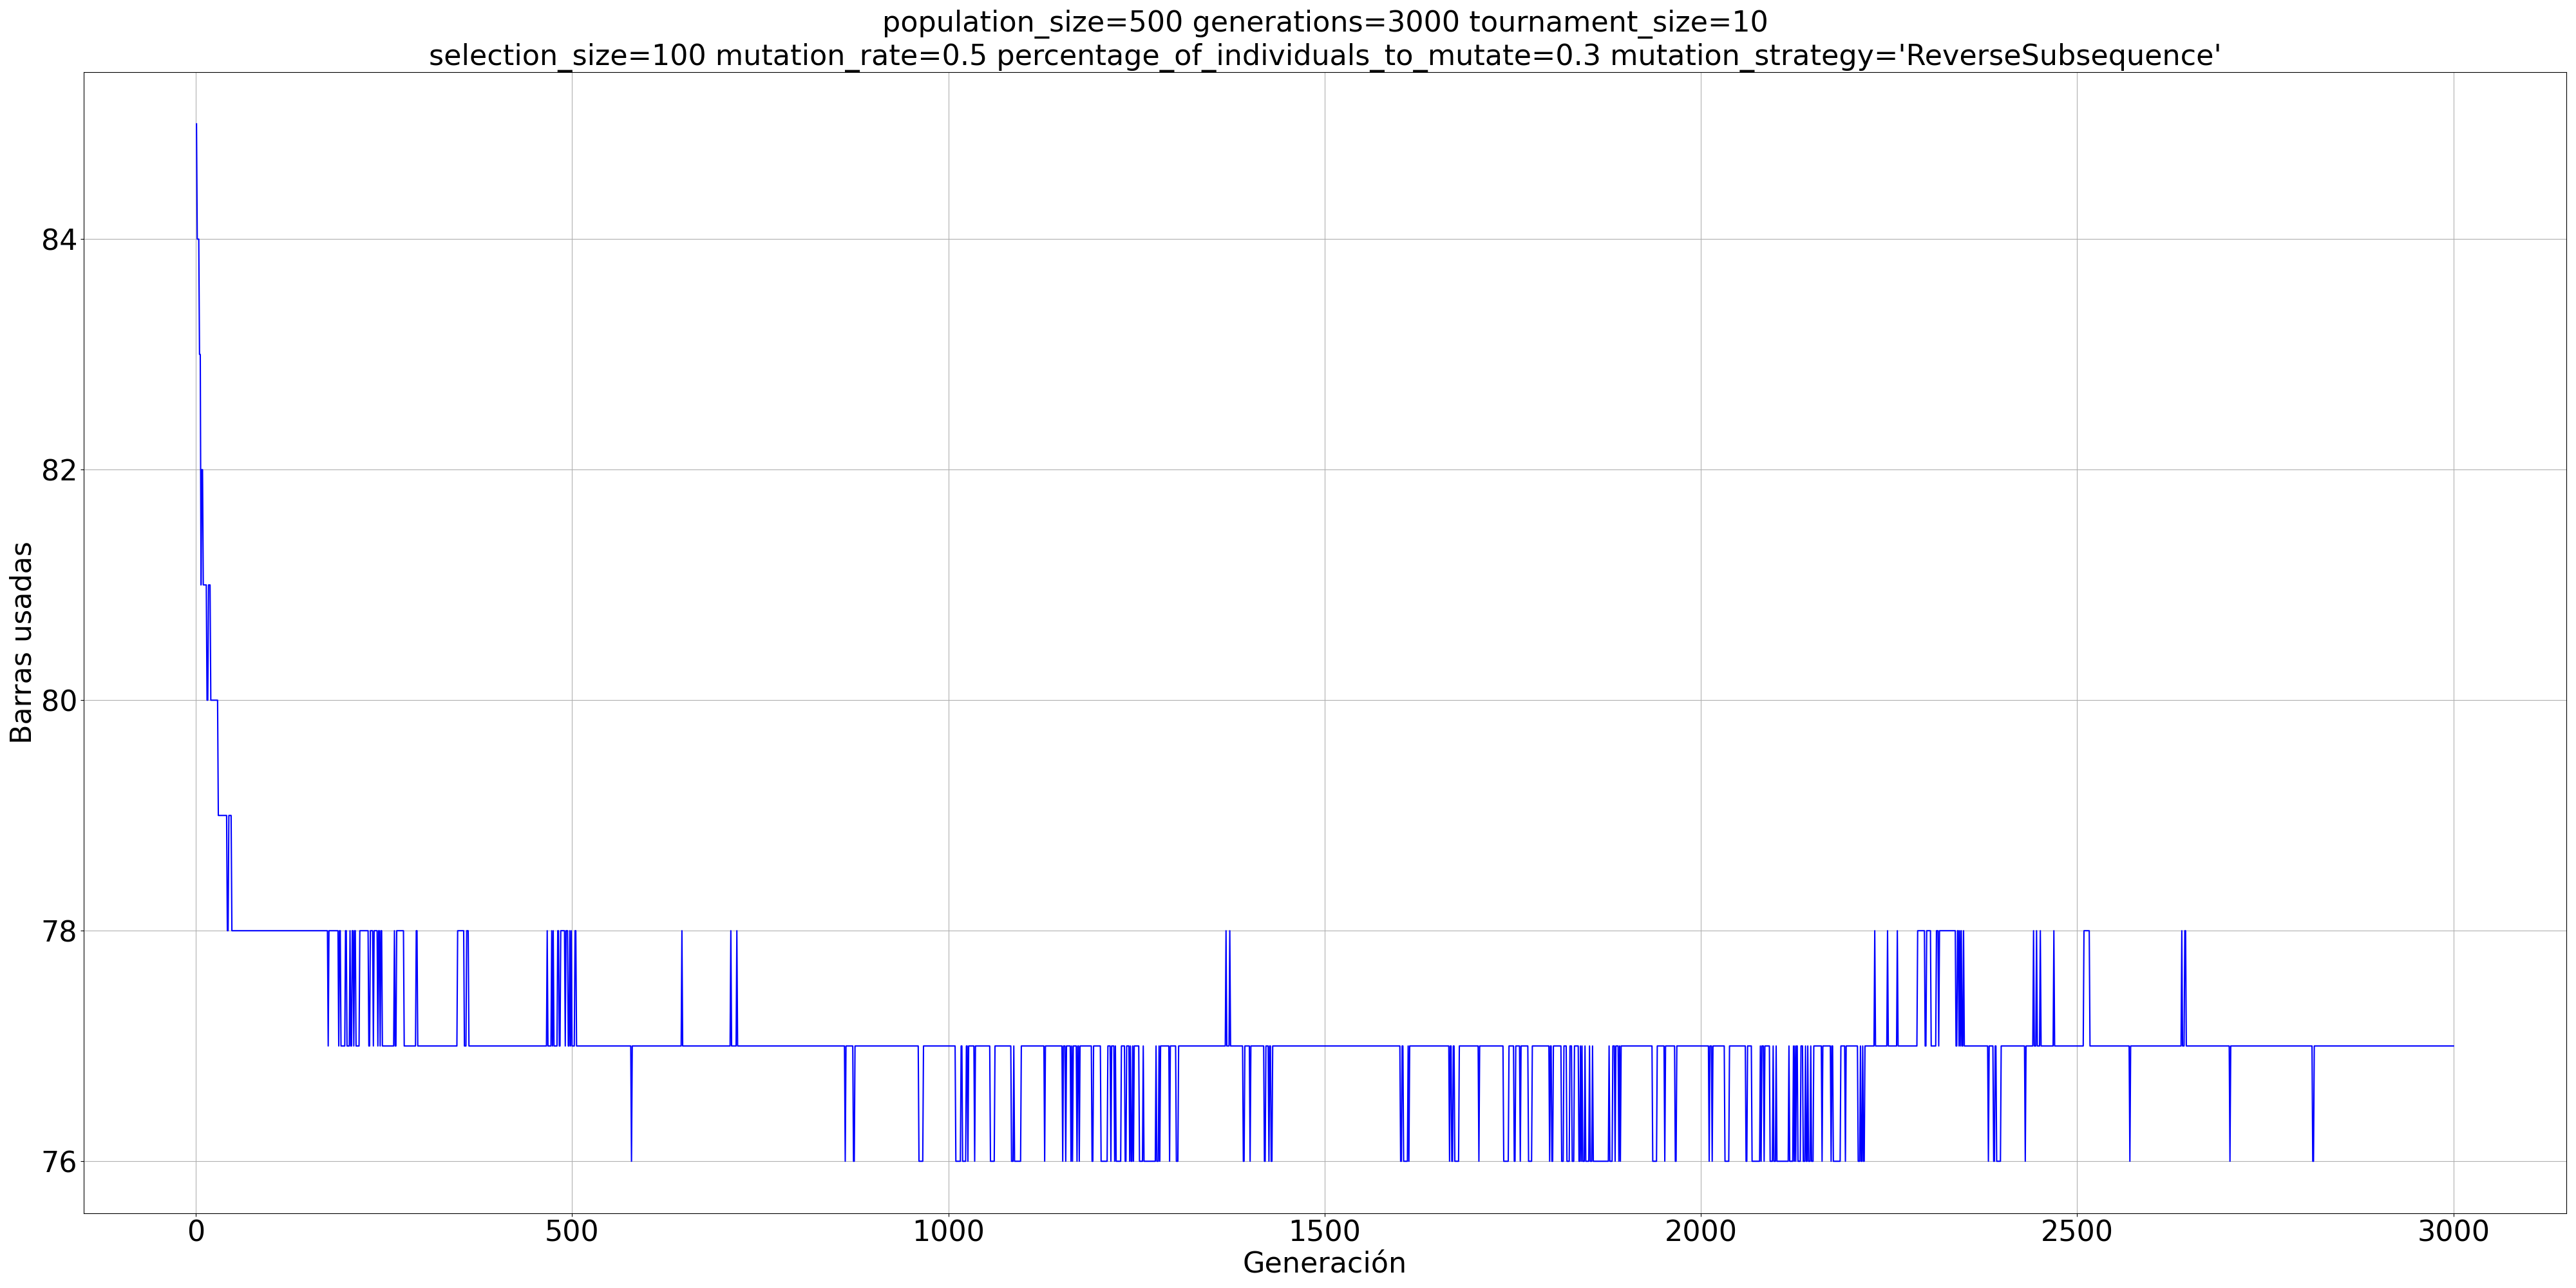 population_size=500 generations=3000 tournament_size=10
selection_size=100 mutation_rate=0.5 percentage_of_individuals_to_mutate=0.3 mutation_strategy='ReverseSubsequence'
Barras usadas
84
82
80
78
76
0 500 1000 1500 2000 2500 3000
Generación